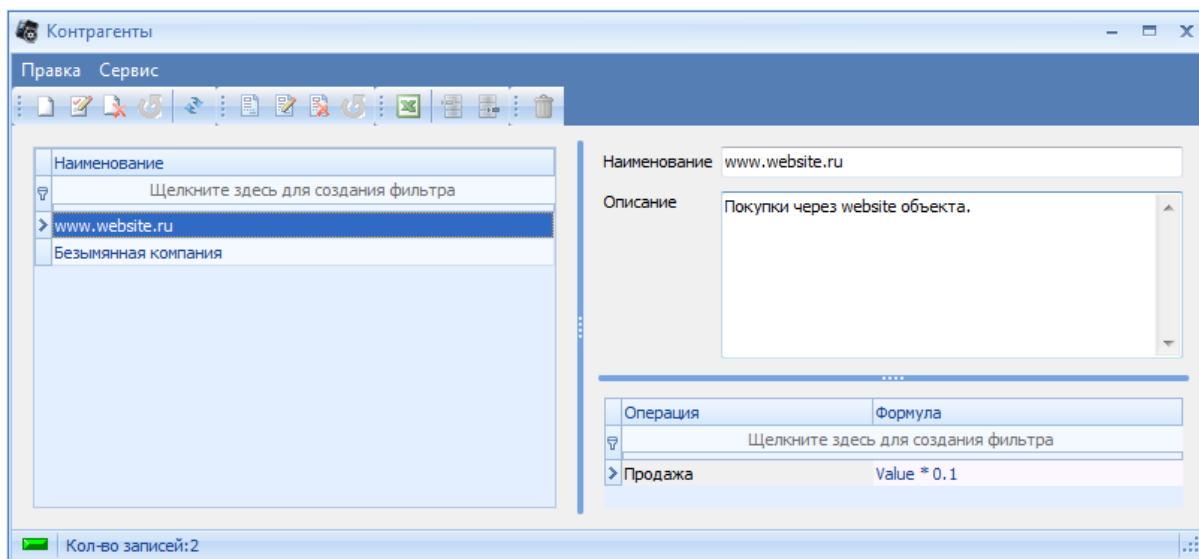 Контрагенты
Правка Сервис
Наименование
Щелкните здесь для создания фильтра
www.website.ru
Безымянная компания
Наименование www.website.ru
Описание Покупки через website объекта.
Операция Формула
Щелкните здесь для создания фильтра
Продажа Value * 0.1
Кол-во записей:2